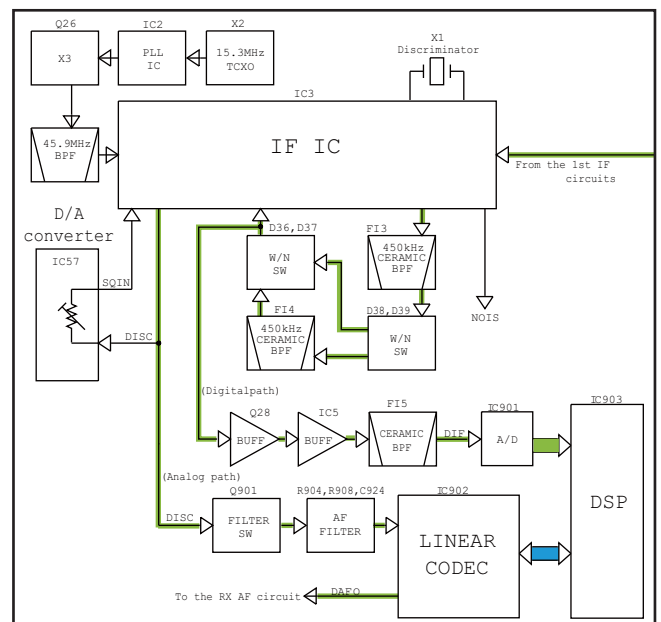 Q26
IC2
X2
X3
PLL
IC
15.3MHz
TCXO
X1
Discriminator
IC3
45.9MHz
BPF
IF IC
From the 1st IF
circuits
D/A
converter
IC57
SQIN
DISC
D36,D37
W/N
SW
FI3
450kHz
CERAMIC
BPF
FI4
450kHz
CERAMIC
BPF
D38,D39
W/N
SW
NOIS
(Digitalpath)
Q28
BUFF
IC5
BUFF
FI5
CERAMIC
BPF
DIF
IC901
A/D
IC903
DSP
(Analog path)
DISC
Q901
FILTER
SW
R904,R908,C924
AF
FILTER
IC902
LINEAR
CODEC
To the RX AF circuit
DAFO